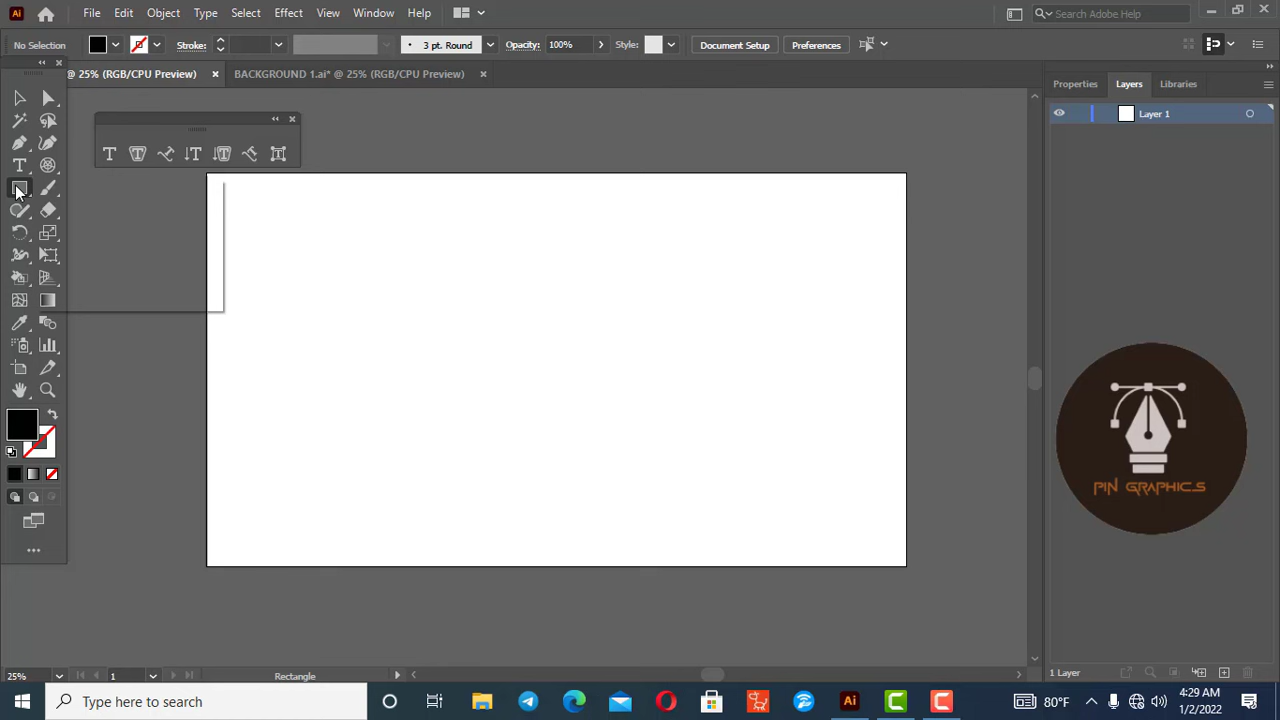 File Edit Object Type Select Effect View Window Help Search Adobe Help
No Selection Stroke: 3 pt. Round Opacity: 100% Style: Document Setup Preferences
@ 25% (RGB/CPU Preview) × BACKGROUND 1.ai* @ 25% (RGB/CPU Preview) ×
Properties Layers Libraries
Layer 1
PIN GRAPHICS
25% 1 Rectangle
1 Layer
Type here to search
80°F
4:29 AM
1/2/2022